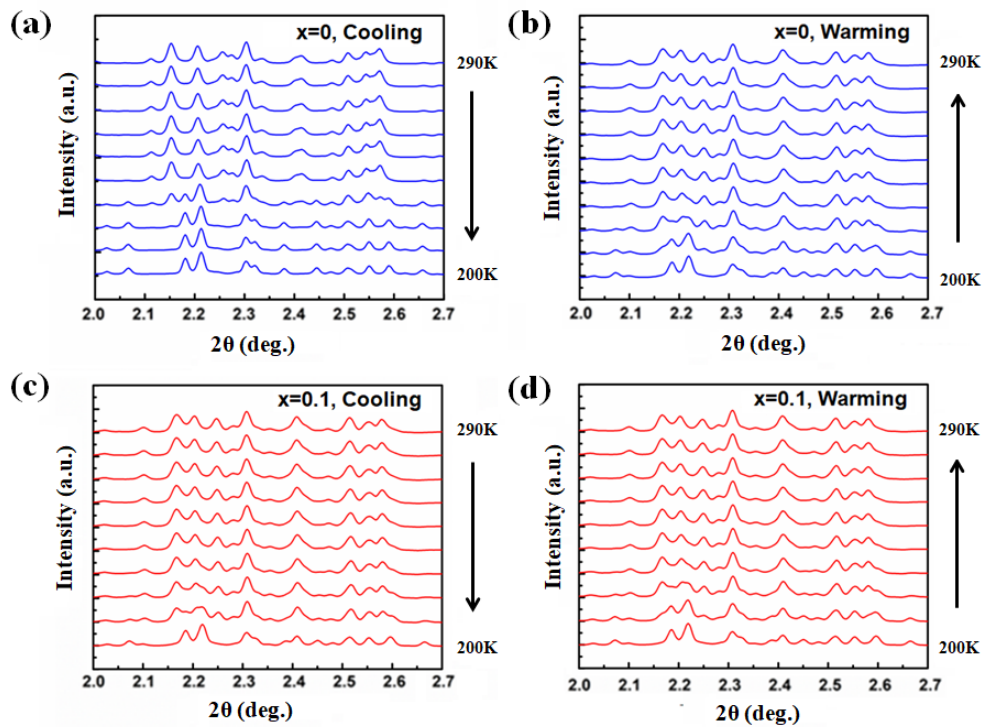 (a)
x=0, Cooling
290K
Intensity (a.u.)
200K
2.0 2.1 2.2 2.3 2.4 2.5 2.6 2.7
2θ (deg.)
(b)
x=0, Warming
290K
Intensity (a.u.)
200K
2.0 2.1 2.2 2.3 2.4 2.5 2.6 2.7
2θ (deg.)
(c)
x=0.1, Cooling
290K
Intensity (a.u.)
200K
2.0 2.1 2.2 2.3 2.4 2.5 2.6 2.7
2θ (deg.)
(d)
x=0.1, Warming
290K
Intensity (a.u.)
200K
2.0 2.1 2.2 2.3 2.4 2.5 2.6 2.7
2θ (deg.)